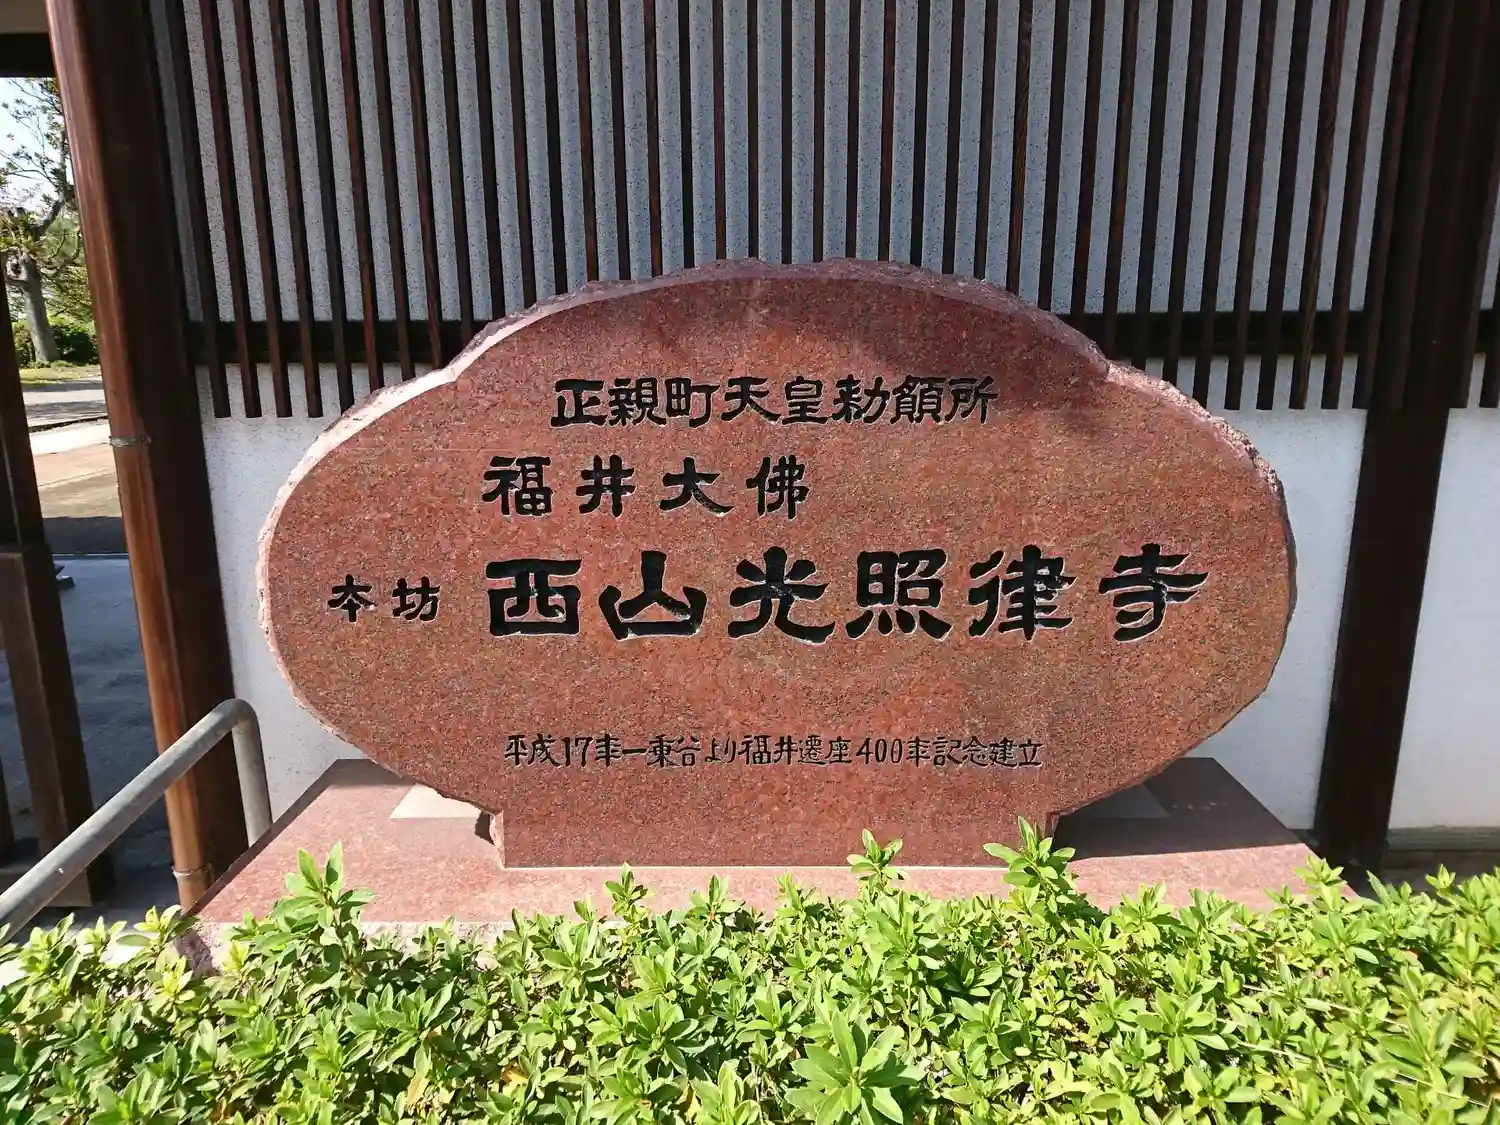 正親町天皇勅願所
福井大佛
本坊 西山光照律寺
平成17年一乗谷より福井遷座400年記念建立